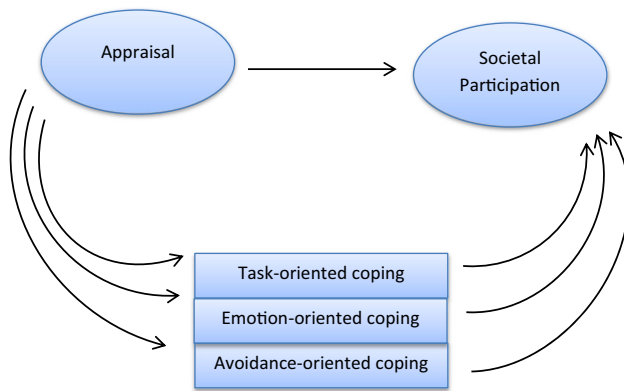 Appraisal
Societal
Participation
Task-oriented coping
Emotion-oriented coping
Avoidance-oriented coping